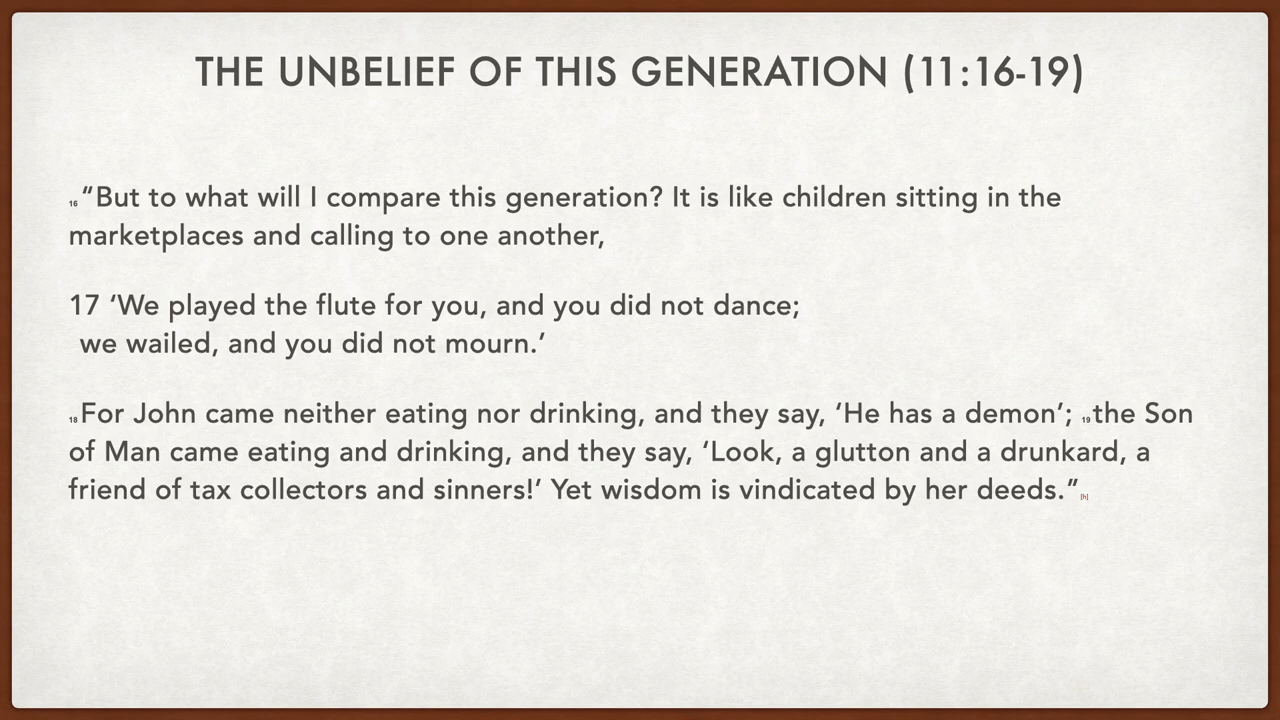 THE UNBELIEF OF THIS GENERATION (11:16-19)
16 “But to what will I compare this generation? It is like children sitting in the
marketplaces and calling to one another,
17 ‘We played the flute for you, and you did not dance;
we wailed, and you did not mourn.’
18 For John came neither eating nor drinking, and they say, ‘He has a demon’; 19 the Son
of Man came eating and drinking, and they say, ‘Look, a glutton and a drunkard, a
friend of tax collectors and sinners!’ Yet wisdom is vindicated by her deeds.” [h]